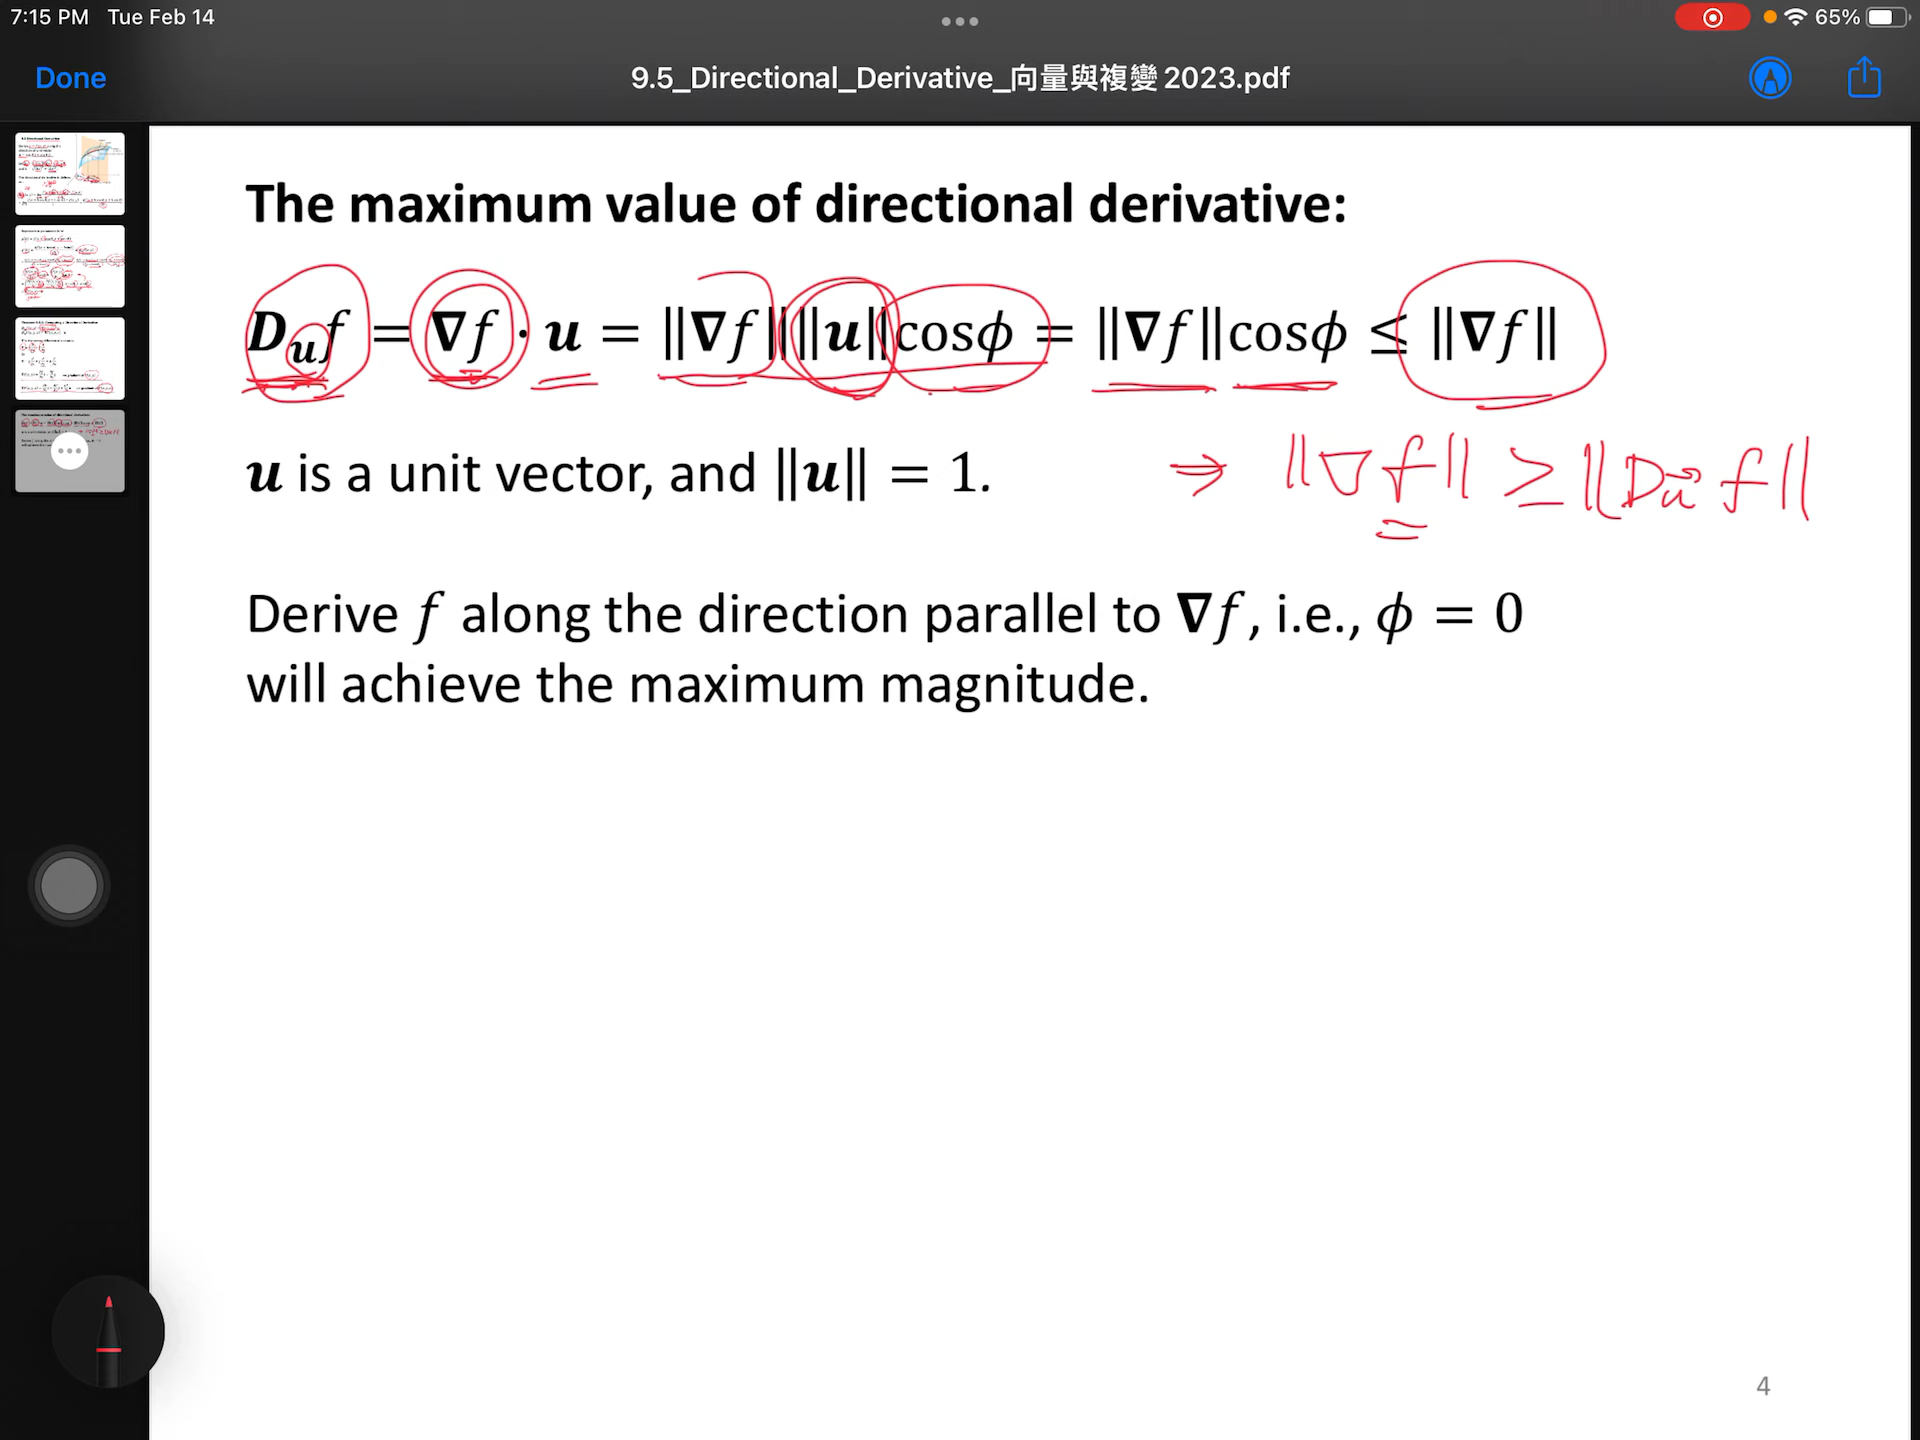 7:15 PM Tue Feb 14
65%
Done
9.5_Directional_Derivative_向量與複變 2023.pdf
The maximum value of directional derivative:
𝑫𝒖𝑓 = 𝛁𝑓 · 𝒖 = ‖𝛁𝑓‖‖𝒖‖cos𝜙 = ‖𝛁𝑓‖cos𝜙 ≤ ‖𝛁𝑓‖
𝒖 is a unit vector, and ‖𝒖‖ = 1.
⇒ ‖∇f‖ ≥ ‖Du⃗ f‖
Derive 𝑓 along the direction parallel to 𝛁𝑓, i.e., 𝜙 = 0
will achieve the maximum magnitude.
4